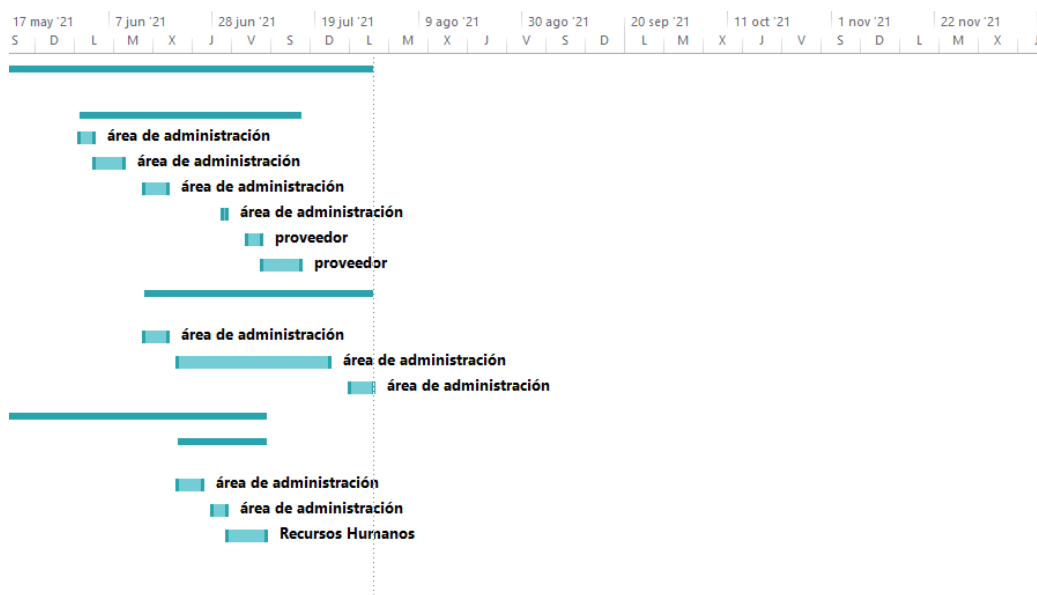 17 may '21 7 jun '21 28 jun '21 19 jul '21 9 ago '21 30 ago '21 20 sep '21 11 oct '21 1 nov '21 22 nov '21
S D L M X J V S D L M X J V S D L M X J V S D L M X J
área de administración
área de administración
área de administración
área de administración
proveedor
proveedor
área de administración
área de administración
área de administración
área de administración
área de administración
Recursos Humanos